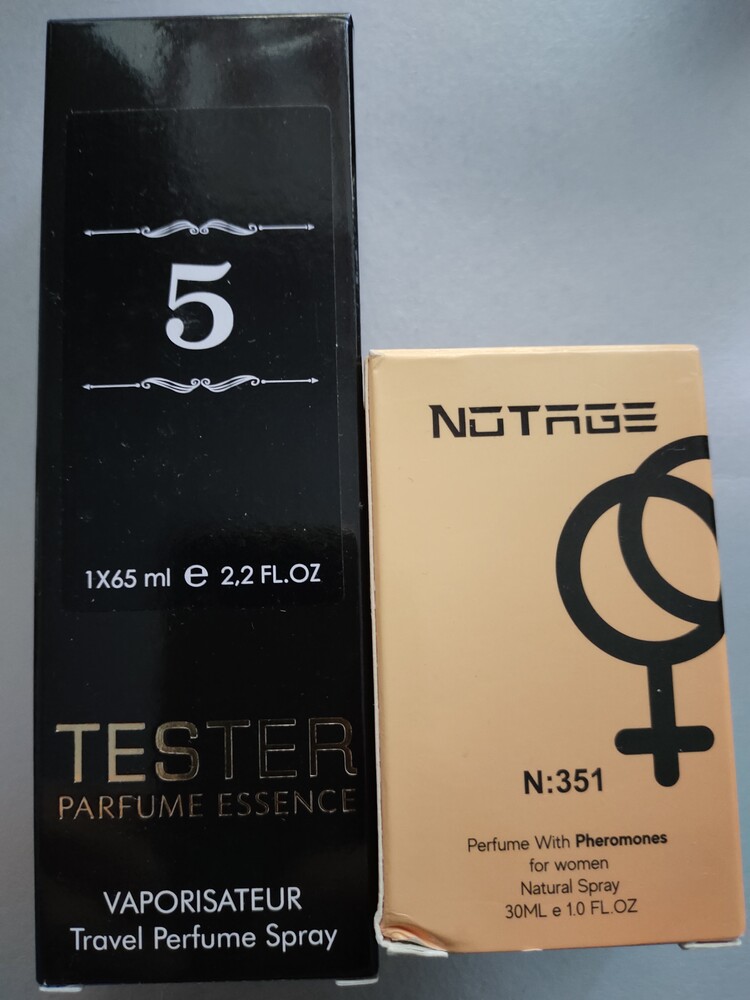 5
1X65 ml e 2,2 FL.OZ
TESTER
PARFUME ESSENCE
VAPORISATEUR
Travel Perfume Spray
NOTAGE
N:351
Perfume With Pheromones
for women
Natural Spray
30ML e 1.0 FL.OZ